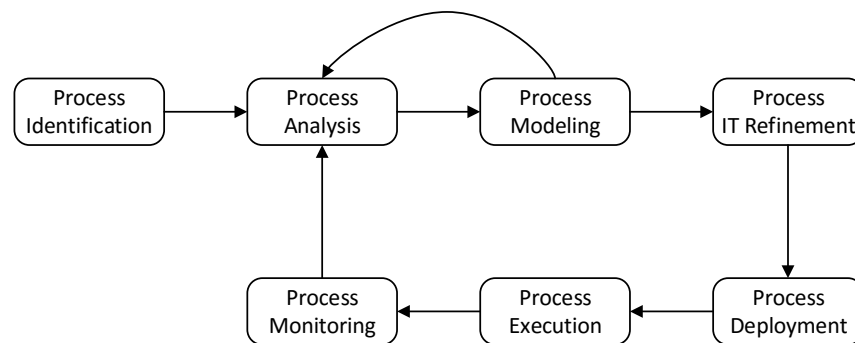 Process
Identification
Process
Analysis
Process
Modeling
Process
IT Refinement
Process
Monitoring
Process
Execution
Process
Deployment